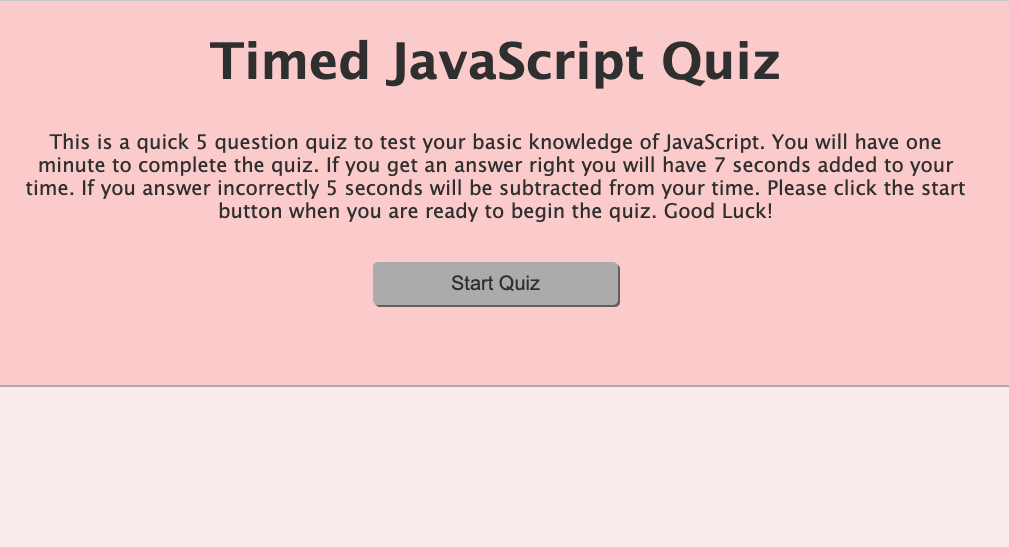 Timed JavaScript Quiz
This is a quick 5 question quiz to test your basic knowledge of JavaScript. You will have one
minute to complete the quiz. If you get an answer right you will have 7 seconds added to your
time. If you answer incorrectly 5 seconds will be subtracted from your time. Please click the start
button when you are ready to begin the quiz. Good Luck!
Start Quiz